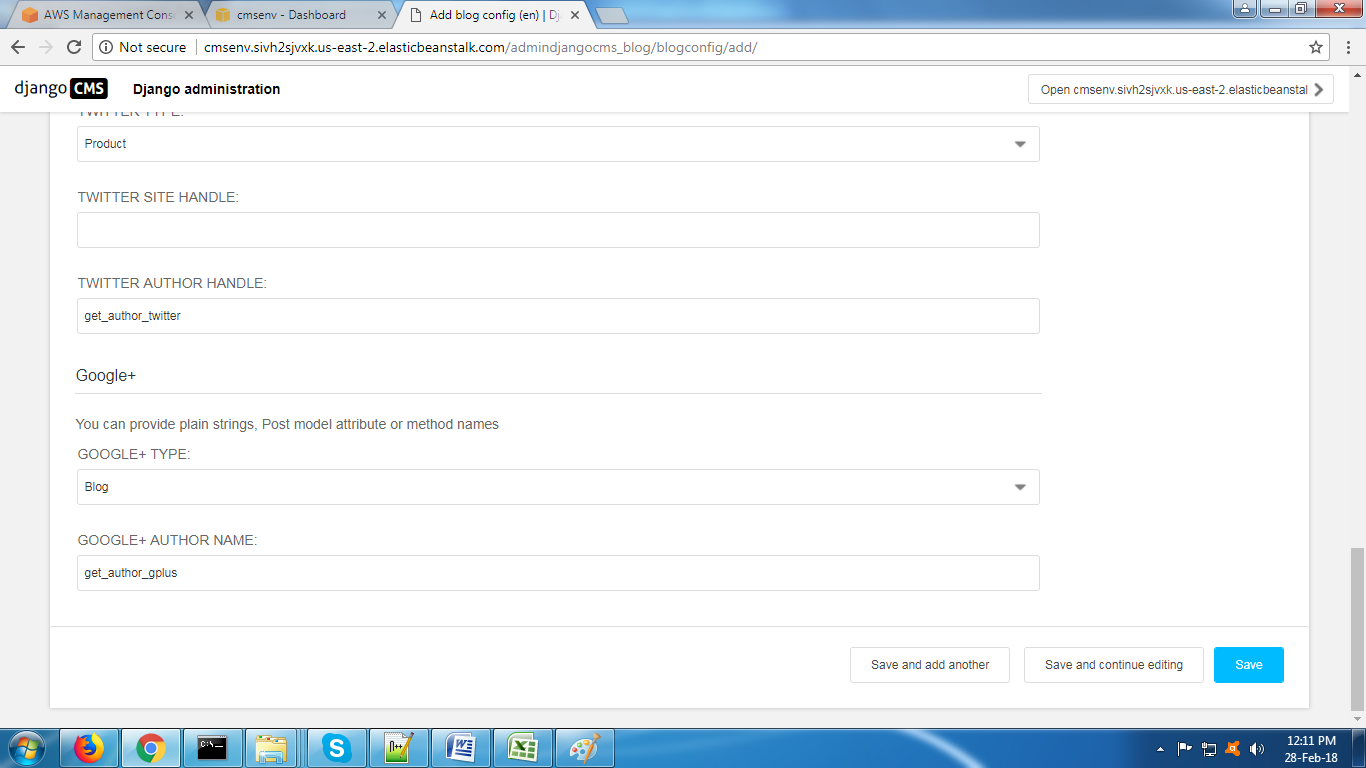 AWS Management Cons
cmsenv - Dashboard
Add blog config (en) | Dj
Not secure
cmsenv.sivh2sjvxk.us-east-2.elasticbeanstalk.com/admindjangocms_blog/blogconfig/add/
django CMS
Django administration
Open cmsenv.sivh2sjvxk.us-east-2.elasticbeanstal
TWITTER TYPE:
Product
TWITTER SITE HANDLE:
TWITTER AUTHOR HANDLE:
get_author_twitter
Google+
You can provide plain strings, Post model attribute or method names
GOOGLE+ TYPE:
Blog
GOOGLE+ AUTHOR NAME:
get_author_gplus
Save and add another
Save and continue editing
Save
C:\_
12:11 PM
28-Feb-18